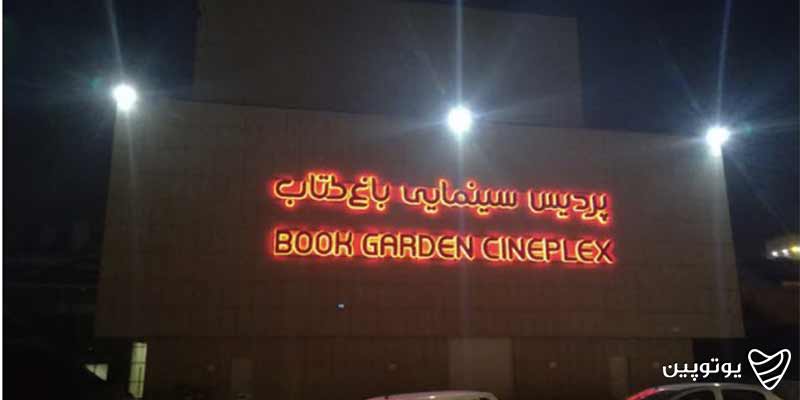 پردیس سینمایی باغ کتاب
BOOK GARDEN CINEPLEX
یوتوپین